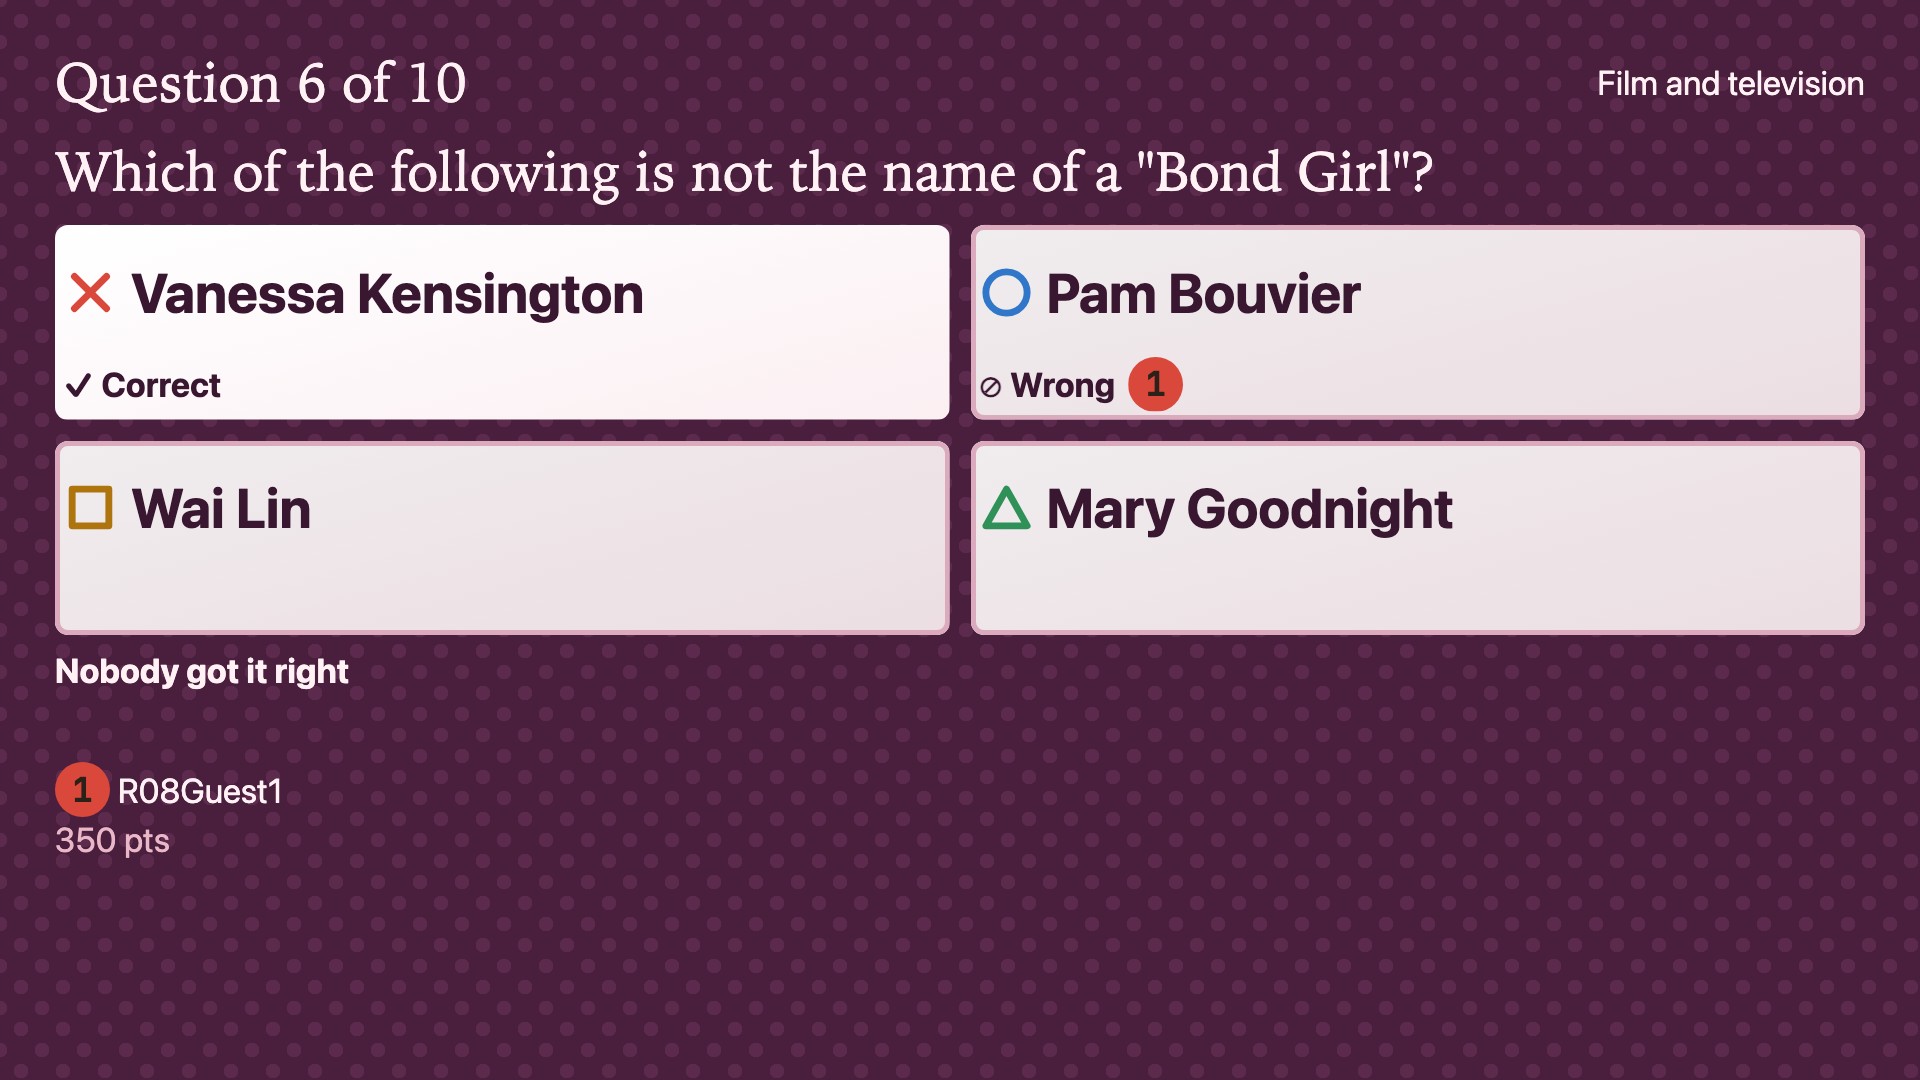 Question 6 of 10
Film and television
Which of the following is not the name of a "Bond Girl"?
Vanessa Kensington
Correct
Pam Bouvier
Wrong 1
Wai Lin
Mary Goodnight
Nobody got it right
1 R08Guest1
350 pts